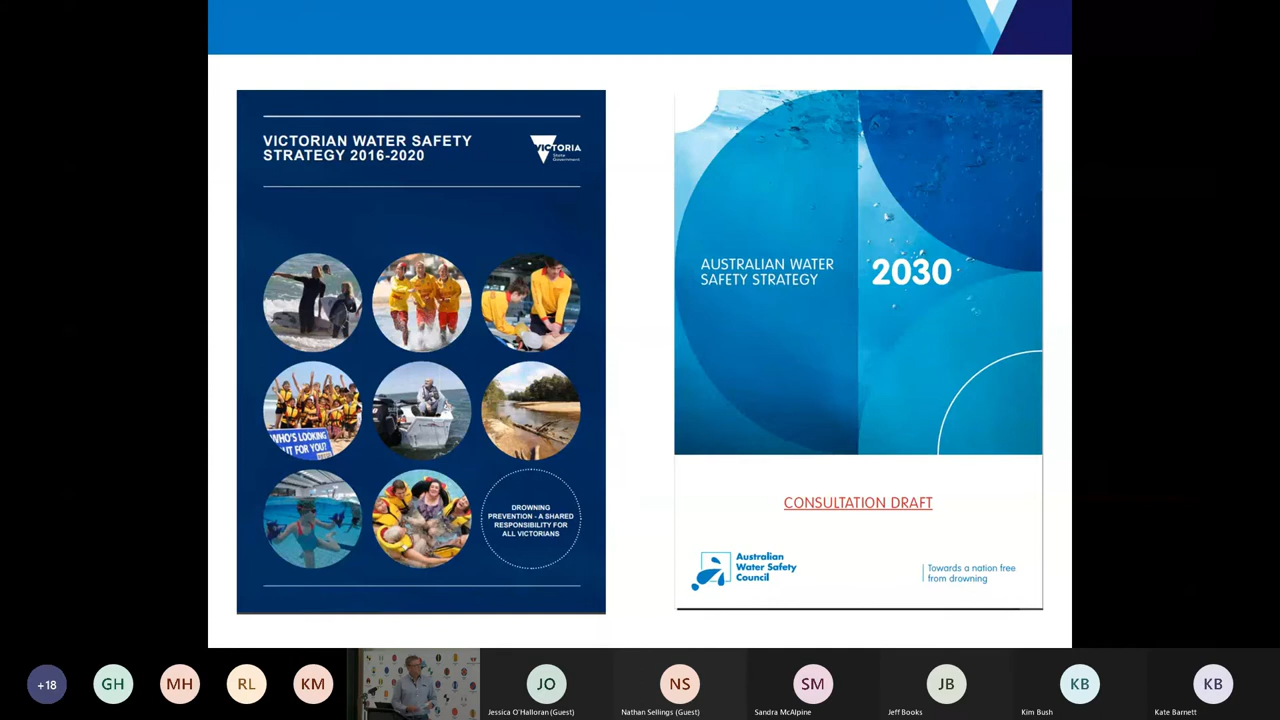 VICTORIAN WATER SAFETY
STRATEGY 2016-2020
VICTORIA
State
Government
WHO'S LOOKING
OUT FOR YOU?
DROWNING
PREVENTION - A SHARED
RESPONSIBILITY FOR
ALL VICTORIANS
AUSTRALIAN WATER
SAFETY STRATEGY
2030
CONSULTATION DRAFT
Australian
Water Safety
Council
Towards a nation free
from drowning
+18
GH
MH
RL
KM
JO
Jessica O'Halloran (Guest)
NS
Nathan Sellings (Guest)
SM
Sandra McAlpine
JB
Jeff Books
KB
Kim Bush
KB
Kate Barnett